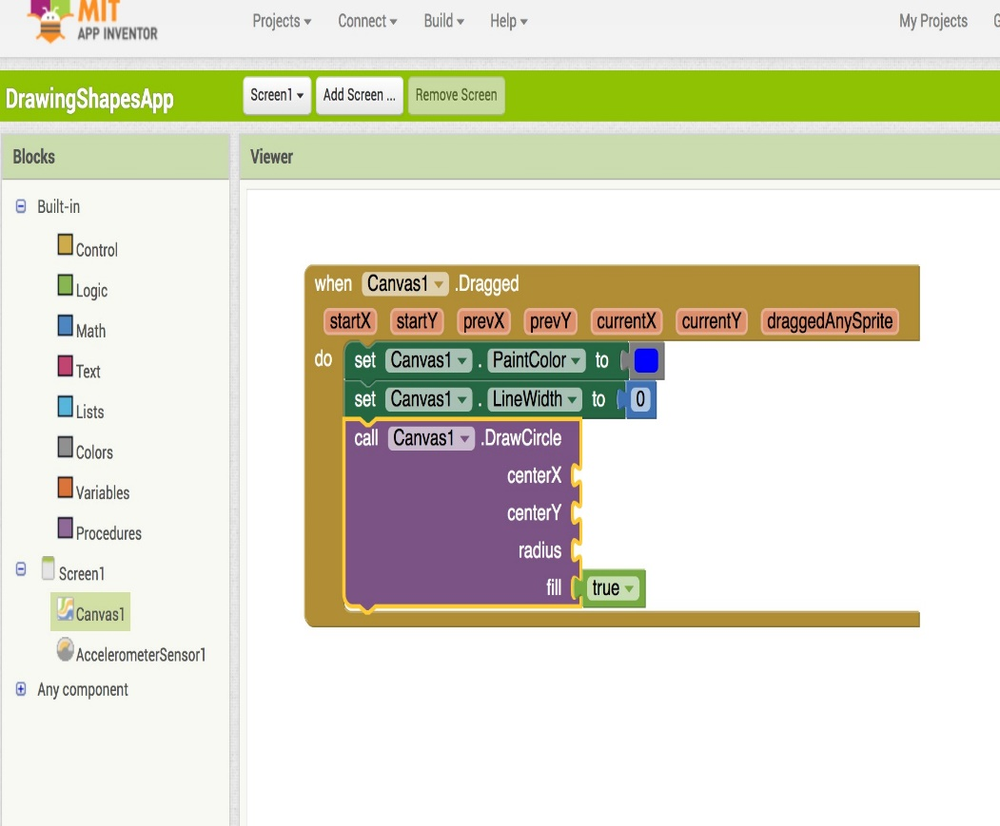 MIT
APP INVENTOR
Projects Connect Build Help My Projects
DrawingShapesApp Screen1 Add Screen ... Remove Screen
Blocks
Viewer
Built-in
Control
Logic
Math
Text
Lists
Colors
Variables
Procedures
Screen1
Canvas1
AccelerometerSensor1
Any component
when Canvas1 .Dragged
startX startY prevX prevY currentX currentY draggedAnySprite
do set Canvas1 . PaintColor to
set Canvas1 . LineWidth to 0
call Canvas1 .DrawCircle
centerX
centerY
radius
fill true